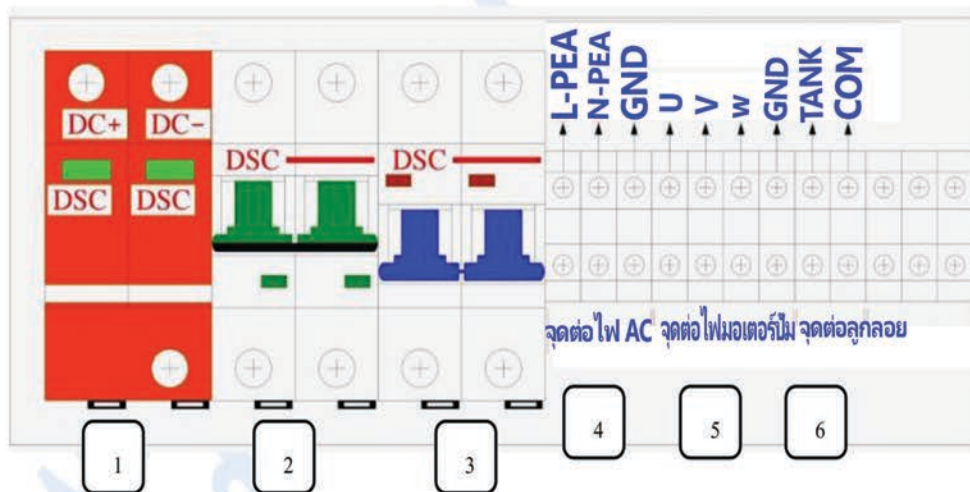 DC+ DC-
DSC DSC
DSC
DSC
L-PEA
N-PEA
GND
U
V
w
GND
TANK
COM
จุดต่อไฟ AC จุดต่อไฟมอเตอร์ปั๊ม จุดต่อลูกลอย
1 2 3 4 5 6